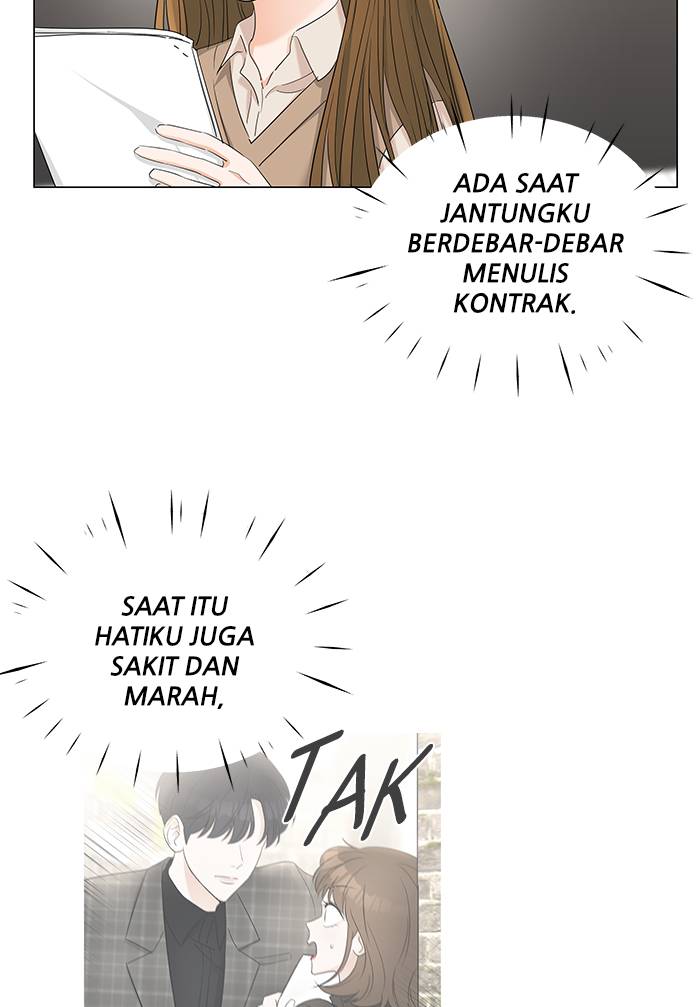 ADA SAAT
JANTUNGKU
BERDEBAR-DEBAR
MENULIS
KONTRAK.
SAAT ITU
HATIKU JUGA
SAKIT DAN
MARAH,
TAK